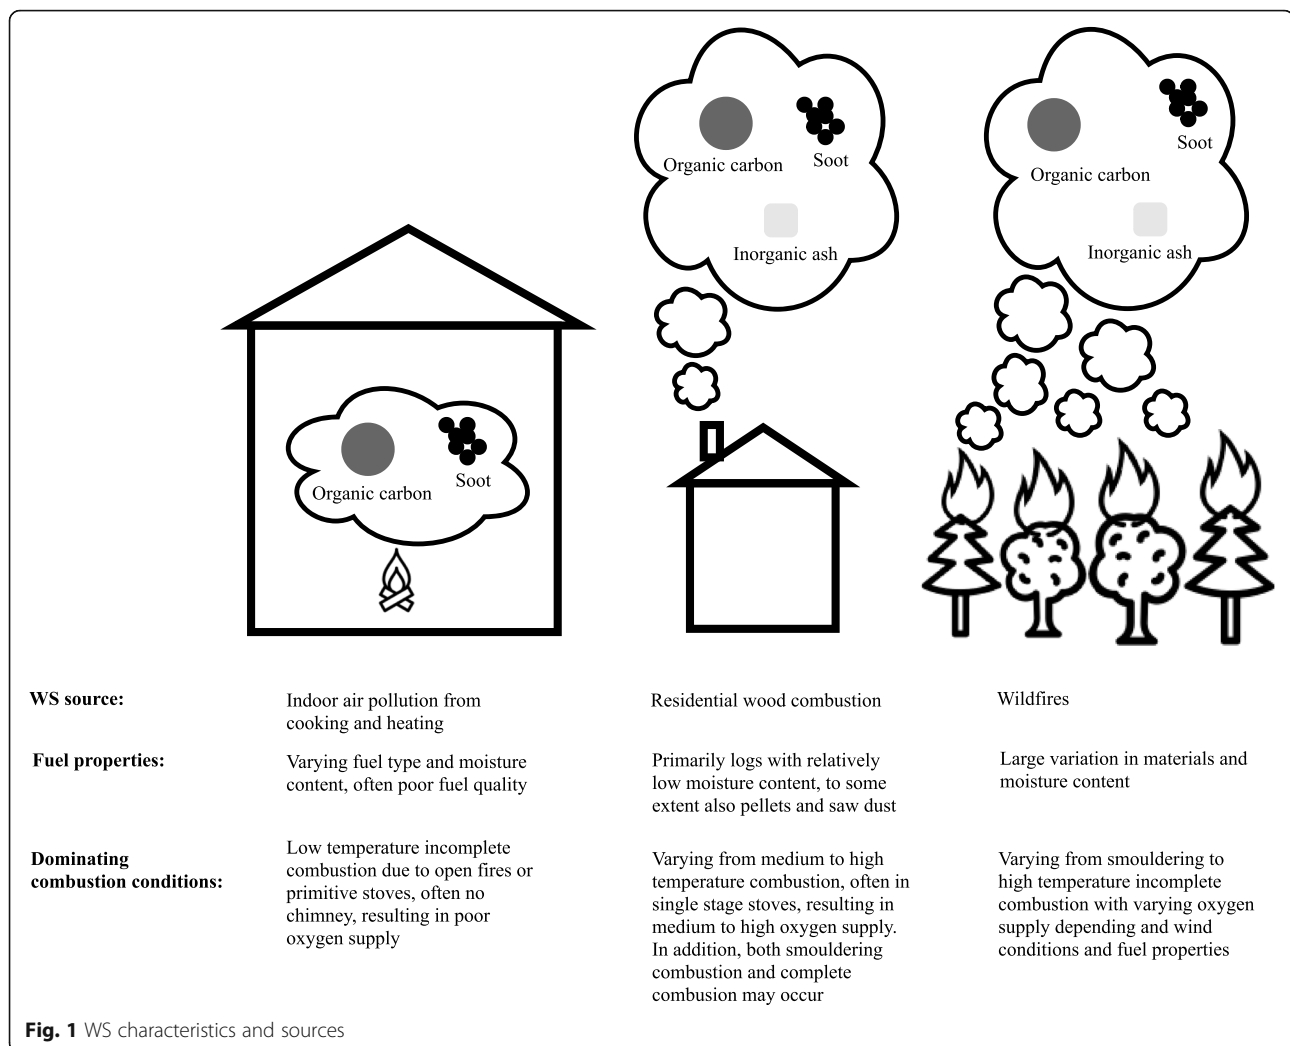 Organic carbon
Soot
Inorganic ash
Soot
Organic carbon
Inorganic ash
Organic carbon
Soot
WS source:
Indoor air pollution from
cooking and heating
Residential wood combustion
Wildfires
Fuel properties:
Varying fuel type and moisture
content, often poor fuel quality
Primarily logs with relatively
low moisture content, to some
extent also pellets and saw dust
Large variation in materials and
moisture content
Dominating
combustion conditions:
Low temperature incomplete
combustion due to open fires or
primitive stoves, often no
chimney, resulting in poor
oxygen supply
Varying from medium to high
temperature combustion, often in
single stage stoves, resulting in
medium to high oxygen supply.
In addition, both smouldering
combustion and complete
combusion may occur
Varying from smouldering to
high temperature incomplete
combustion with varying oxygen
supply depending and wind
conditions and fuel properties
Fig. 1 WS characteristics and sources